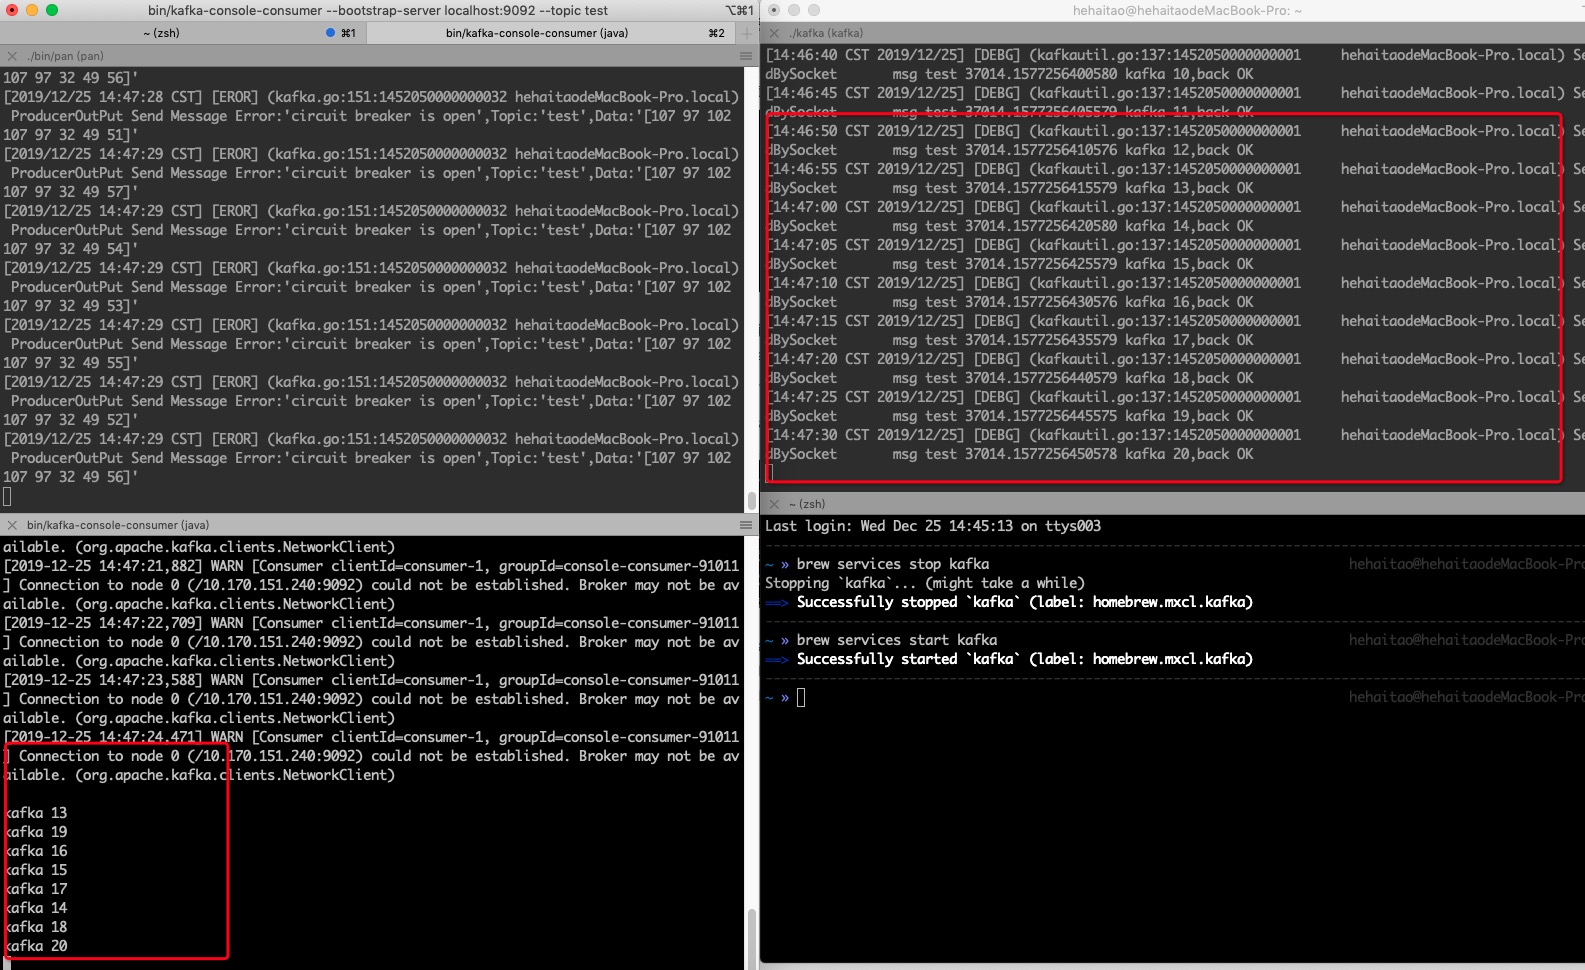 bin/kafka-console-consumer --bootstrap-server localhost:9092 --topic test
⌥⌘1
~ (zsh)
⌘1
bin/kafka-console-consumer (java)
⌘2
./bin/pan (pan)
107 97 32 49 56]'
[2019/12/25 14:47:28 CST] [EROR] (kafka.go:151:1452050000000032 hehaitaodeMacBook-Pro.local)
ProducerOutPut Send Message Error:'circuit breaker is open',Topic:'test',Data:'[107 97 102
107 97 32 49 51]'
[2019/12/25 14:47:29 CST] [EROR] (kafka.go:151:1452050000000032 hehaitaodeMacBook-Pro.local)
ProducerOutPut Send Message Error:'circuit breaker is open',Topic:'test',Data:'[107 97 102
107 97 32 49 57]'
[2019/12/25 14:47:29 CST] [EROR] (kafka.go:151:1452050000000032 hehaitaodeMacBook-Pro.local)
ProducerOutPut Send Message Error:'circuit breaker is open',Topic:'test',Data:'[107 97 102
107 97 32 49 54]'
[2019/12/25 14:47:29 CST] [EROR] (kafka.go:151:1452050000000032 hehaitaodeMacBook-Pro.local)
ProducerOutPut Send Message Error:'circuit breaker is open',Topic:'test',Data:'[107 97 102
107 97 32 49 53]'
[2019/12/25 14:47:29 CST] [EROR] (kafka.go:151:1452050000000032 hehaitaodeMacBook-Pro.local)
ProducerOutPut Send Message Error:'circuit breaker is open',Topic:'test',Data:'[107 97 102
107 97 32 49 55]'
[2019/12/25 14:47:29 CST] [EROR] (kafka.go:151:1452050000000032 hehaitaodeMacBook-Pro.local)
ProducerOutPut Send Message Error:'circuit breaker is open',Topic:'test',Data:'[107 97 102
107 97 32 49 52]'
[2019/12/25 14:47:29 CST] [EROR] (kafka.go:151:1452050000000032 hehaitaodeMacBook-Pro.local)
ProducerOutPut Send Message Error:'circuit breaker is open',Topic:'test',Data:'[107 97 102
107 97 32 49 56]'
bin/kafka-console-consumer (java)
ailable. (org.apache.kafka.clients.NetworkClient)
[2019-12-25 14:47:21,882] WARN [Consumer clientId=consumer-1, groupId=console-consumer-91011
] Connection to node 0 (/10.170.151.240:9092) could not be established. Broker may not be av
ailable. (org.apache.kafka.clients.NetworkClient)
[2019-12-25 14:47:22,709] WARN [Consumer clientId=consumer-1, groupId=console-consumer-91011
] Connection to node 0 (/10.170.151.240:9092) could not be established. Broker may not be av
ailable. (org.apache.kafka.clients.NetworkClient)
[2019-12-25 14:47:23,588] WARN [Consumer clientId=consumer-1, groupId=console-consumer-91011
] Connection to node 0 (/10.170.151.240:9092) could not be established. Broker may not be av
ailable. (org.apache.kafka.clients.NetworkClient)
[2019-12-25 14:47:24,471] WARN [Consumer clientId=consumer-1, groupId=console-consumer-91011
] Connection to node 0 (/10.170.151.240:9092) could not be established. Broker may not be av
ailable. (org.apache.kafka.clients.NetworkClient)
kafka 13
kafka 19
kafka 16
kafka 15
kafka 17
kafka 14
kafka 18
kafka 20
hehaitao@hehaitaodeMacBook-Pro: ~
./kafka (kafka)
[14:46:40 CST 2019/12/25] [DEBG] (kafkautil.go:137:1452050000000001 hehaitaodeMacBook-Pro.local) Se
dBySocket msg test 37014.1577256400580 kafka 10,back OK
[14:46:45 CST 2019/12/25] [DEBG] (kafkautil.go:137:1452050000000001 hehaitaodeMacBook-Pro.local) Se
dBySocket msg test 37014.1577256405579 kafka 11,back OK
[14:46:50 CST 2019/12/25] [DEBG] (kafkautil.go:137:1452050000000001 hehaitaodeMacBook-Pro.local) Se
dBySocket msg test 37014.1577256410576 kafka 12,back OK
[14:46:55 CST 2019/12/25] [DEBG] (kafkautil.go:137:1452050000000001 hehaitaodeMacBook-Pro.local) Se
dBySocket msg test 37014.1577256415579 kafka 13,back OK
[14:47:00 CST 2019/12/25] [DEBG] (kafkautil.go:137:1452050000000001 hehaitaodeMacBook-Pro.local) Se
dBySocket msg test 37014.1577256420580 kafka 14,back OK
[14:47:05 CST 2019/12/25] [DEBG] (kafkautil.go:137:1452050000000001 hehaitaodeMacBook-Pro.local) Se
dBySocket msg test 37014.1577256425579 kafka 15,back OK
[14:47:10 CST 2019/12/25] [DEBG] (kafkautil.go:137:1452050000000001 hehaitaodeMacBook-Pro.local) Se
dBySocket msg test 37014.1577256430576 kafka 16,back OK
[14:47:15 CST 2019/12/25] [DEBG] (kafkautil.go:137:1452050000000001 hehaitaodeMacBook-Pro.local) Se
dBySocket msg test 37014.1577256435579 kafka 17,back OK
[14:47:20 CST 2019/12/25] [DEBG] (kafkautil.go:137:1452050000000001 hehaitaodeMacBook-Pro.local) Se
dBySocket msg test 37014.1577256440579 kafka 18,back OK
[14:47:25 CST 2019/12/25] [DEBG] (kafkautil.go:137:1452050000000001 hehaitaodeMacBook-Pro.local) Se
dBySocket msg test 37014.1577256445575 kafka 19,back OK
[14:47:30 CST 2019/12/25] [DEBG] (kafkautil.go:137:1452050000000001 hehaitaodeMacBook-Pro.local) Se
dBySocket msg test 37014.1577256450578 kafka 20,back OK
~ (zsh)
Last login: Wed Dec 25 14:45:13 on ttys003
~ » brew services stop kafka hehaitao@hehaitaodeMacBook-Pro
Stopping `kafka`... (might take a while)
==> Successfully stopped `kafka` (label: homebrew.mxcl.kafka)
~ » brew services start kafka hehaitao@hehaitaodeMacBook-Pro
==> Successfully started `kafka` (label: homebrew.mxcl.kafka)
~ » hehaitao@hehaitaodeMacBook-Pro